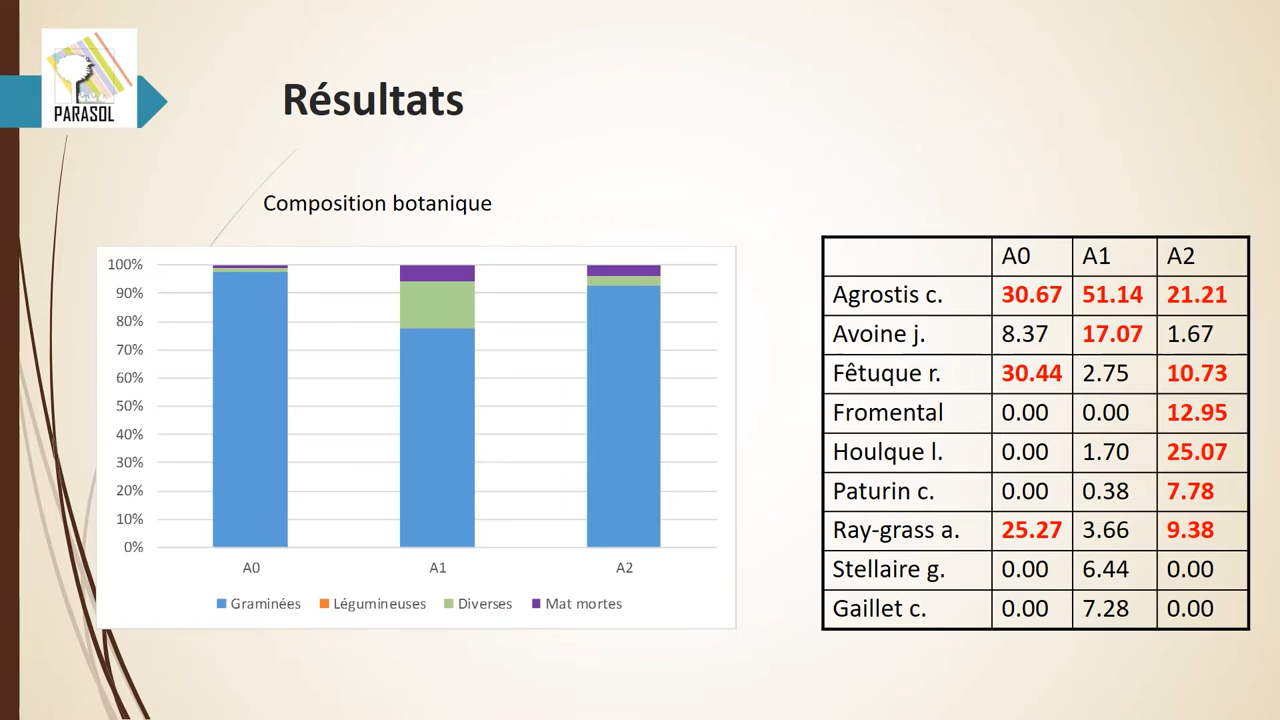 PARASOL
Résultats
Composition botanique
100%
90%
80%
70%
60%
50%
40%
30%
20%
10%
0%
A0 A1 A2
Graminées Légumineuses Diverses Mat mortes
A0 A1 A2
Agrostis c. 30.67 51.14 21.21
Avoine j. 8.37 17.07 1.67
Fêtuque r. 30.44 2.75 10.73
Fromental 0.00 0.00 12.95
Houlque l. 0.00 1.70 25.07
Paturin c. 0.00 0.38 7.78
Ray-grass a. 25.27 3.66 9.38
Stellaire g. 0.00 6.44 0.00
Gaillet c. 0.00 7.28 0.00